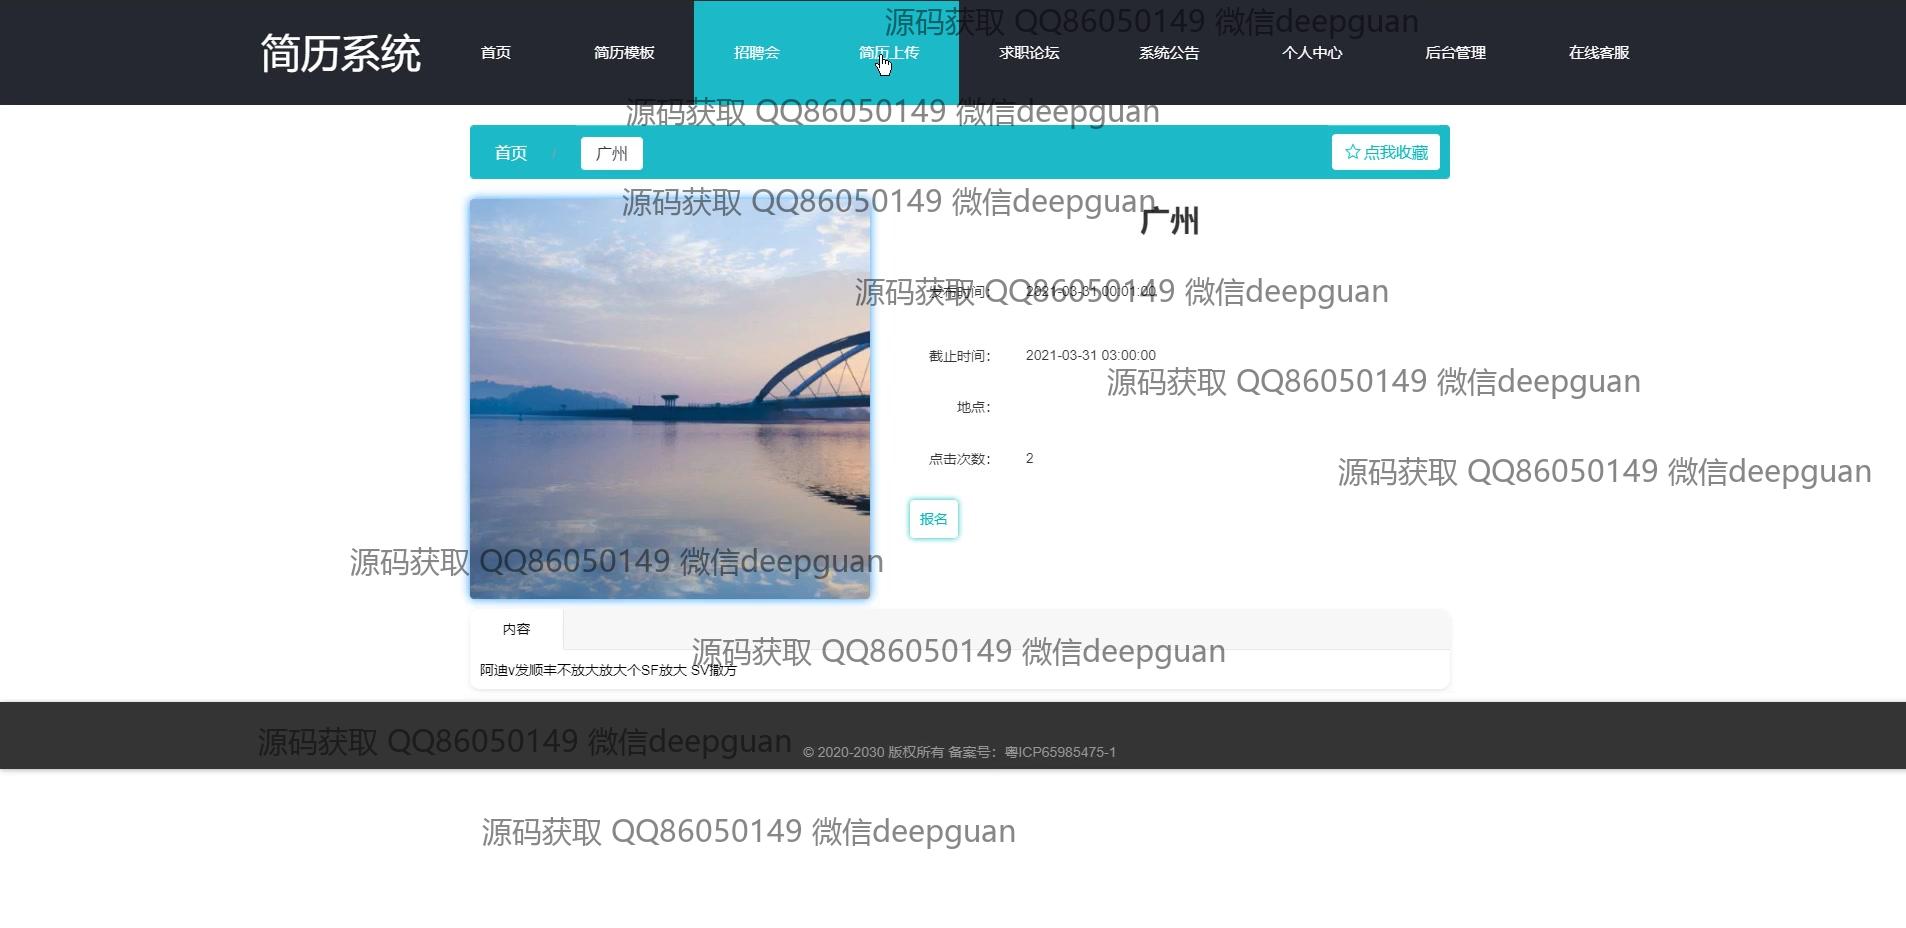 源码获取 QQ86050149 微信deepguan
简历系统 首页 简历模板 招聘会 简历上传 求职论坛 系统公告 个人中心 后台管理 在线客服
源码获取 QQ86050149 微信deepguan
首页 / 广州 点我收藏
源码获取 QQ86050149 微信deepguan
广州
发布时间： 2021-03-31 00:01:00
源码获取 QQ86050149 微信deepguan
截止时间： 2021-03-31 03:00:00
源码获取 QQ86050149 微信deepguan
地点：
点击次数： 2
源码获取 QQ86050149 微信deepguan
报名
源码获取 QQ86050149 微信deepguan
内容
源码获取 QQ86050149 微信deepguan
阿迪v发顺丰不放大放大个SF放大 SV撒方
源码获取 QQ86050149 微信deepguan
© 2020-2030 版权所有 备案号：粤ICP65985475-1
源码获取 QQ86050149 微信deepguan